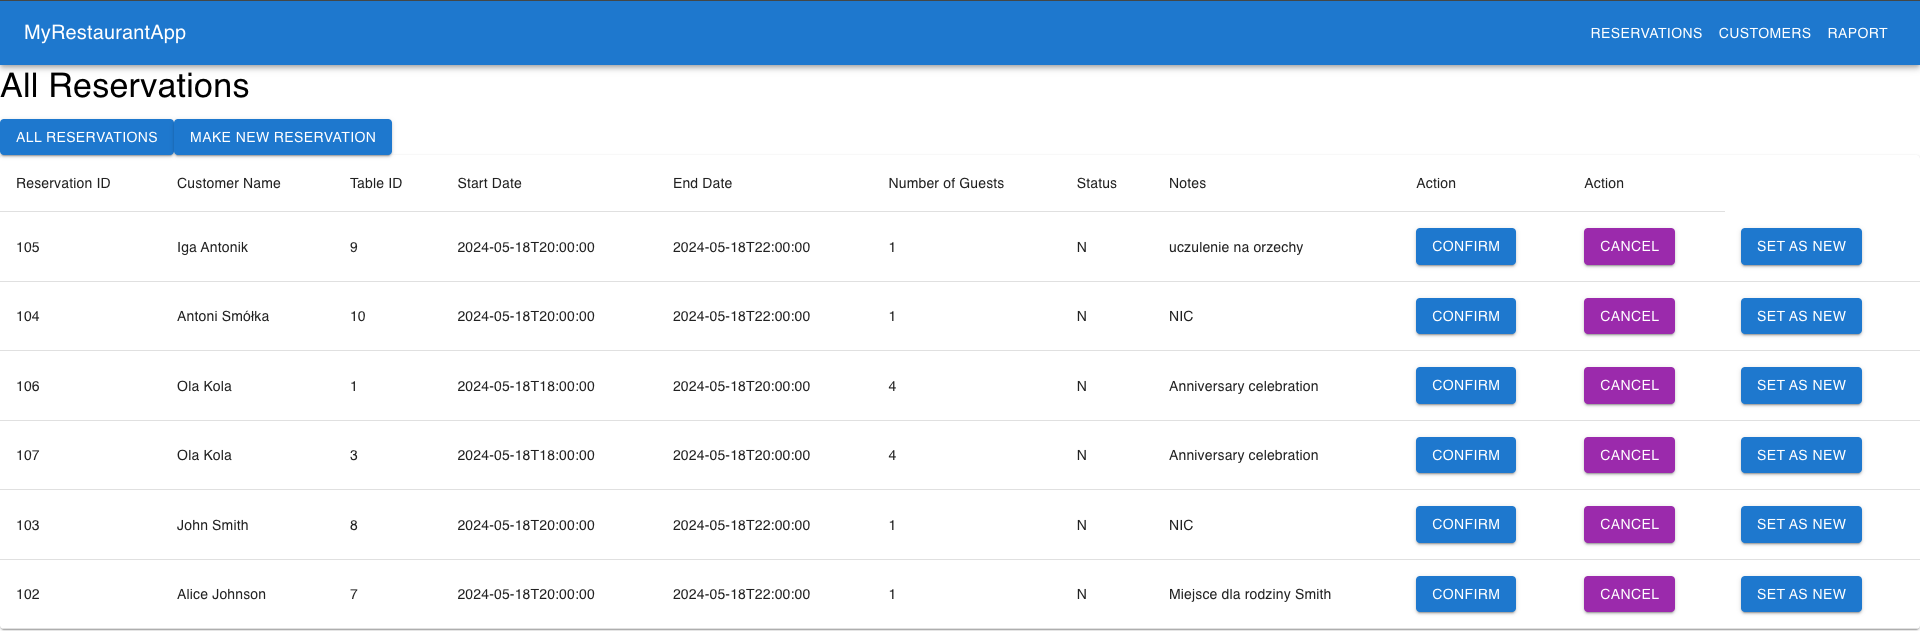 MyRestaurantApp RESERVATIONS CUSTOMERS RAPORT
All Reservations
ALL RESERVATIONS MAKE NEW RESERVATION
Reservation ID Customer Name Table ID Start Date End Date Number of Guests Status Notes Action Action
105 Iga Antonik 9 2024-05-18T20:00:00 2024-05-18T22:00:00 1 N uczulenie na orzechy CONFIRM CANCEL SET AS NEW
104 Antoni Smółka 10 2024-05-18T20:00:00 2024-05-18T22:00:00 1 N NIC CONFIRM CANCEL SET AS NEW
106 Ola Kola 1 2024-05-18T18:00:00 2024-05-18T20:00:00 4 N Anniversary celebration CONFIRM CANCEL SET AS NEW
107 Ola Kola 3 2024-05-18T18:00:00 2024-05-18T20:00:00 4 N Anniversary celebration CONFIRM CANCEL SET AS NEW
103 John Smith 8 2024-05-18T20:00:00 2024-05-18T22:00:00 1 N NIC CONFIRM CANCEL SET AS NEW
102 Alice Johnson 7 2024-05-18T20:00:00 2024-05-18T22:00:00 1 N Miejsce dla rodziny Smith CONFIRM CANCEL SET AS NEW